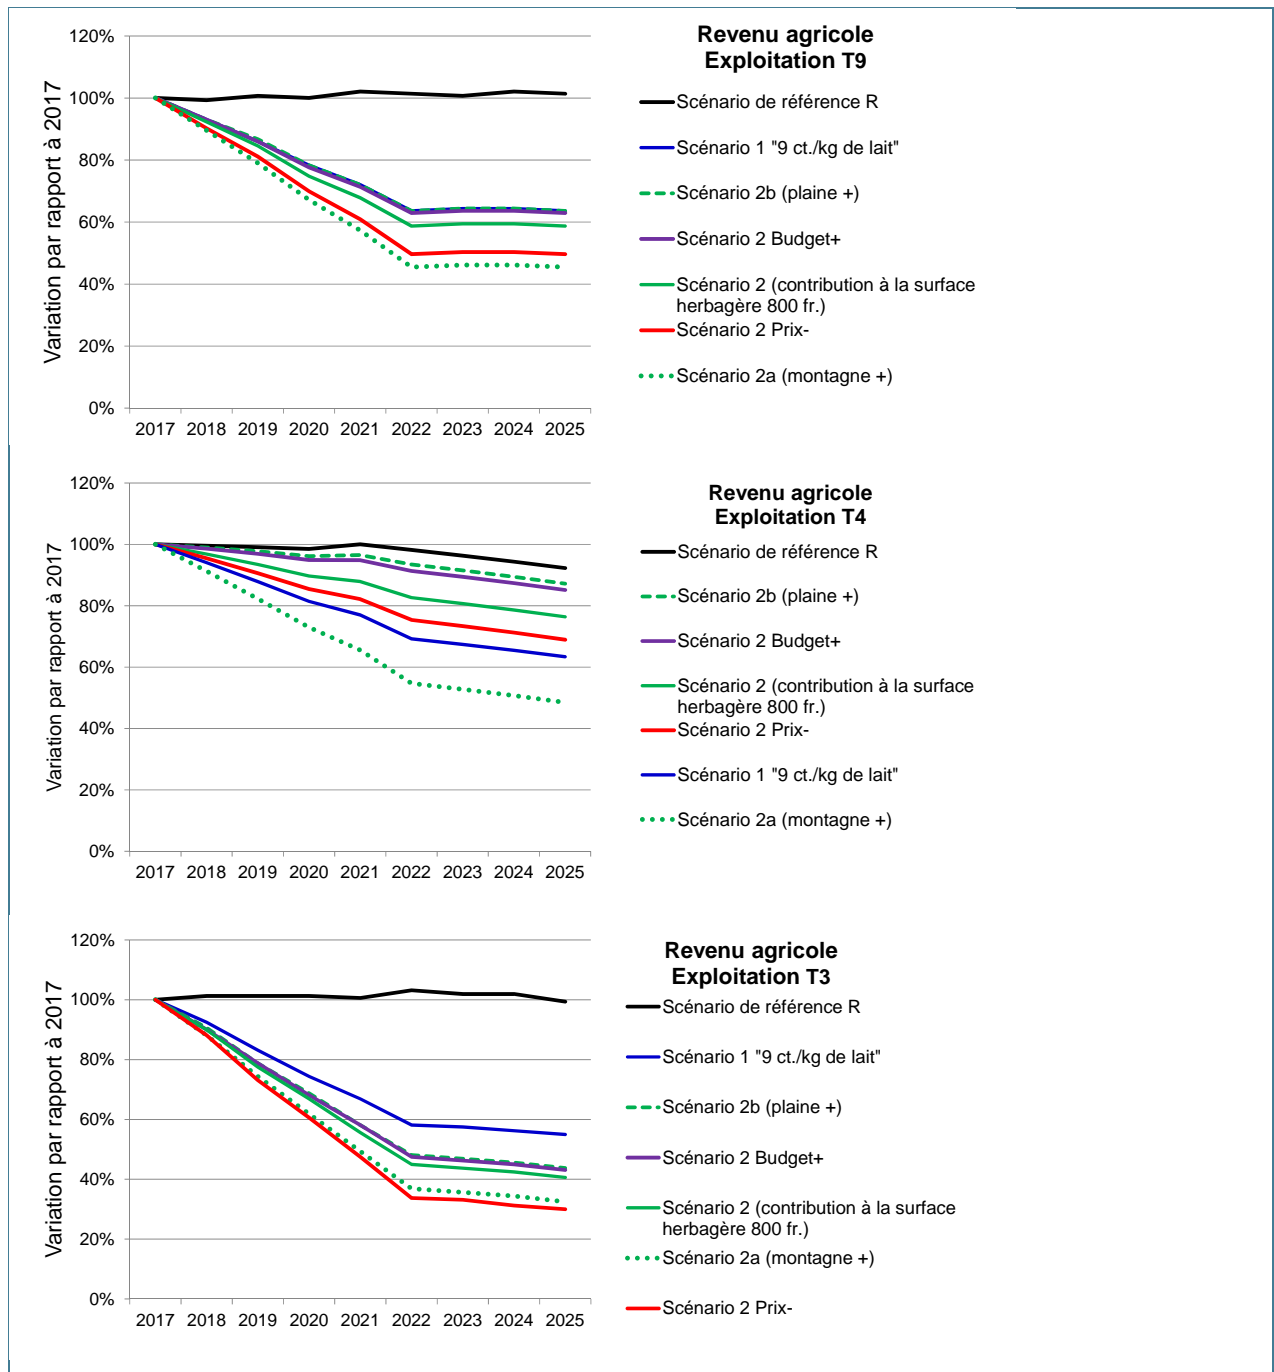 Revenu agricole
Exploitation T9
Variation par rapport à 2017
120%
100%
80%
60%
40%
20%
0%
2017 2018 2019 2020 2021 2022 2023 2024 2025
Scénario de référence R
Scénario 1 "9 ct./kg de lait"
Scénario 2b (plaine +)
Scénario 2 Budget+
Scénario 2 (contribution à la surface
herbagère 800 fr.)
Scénario 2 Prix-
Scénario 2a (montagne +)
Revenu agricole
Exploitation T4
Variation par rapport à 2017
120%
100%
80%
60%
40%
20%
0%
2017 2018 2019 2020 2021 2022 2023 2024 2025
Scénario de référence R
Scénario 2b (plaine +)
Scénario 2 Budget+
Scénario 2 (contribution à la surface
herbagère 800 fr.)
Scénario 2 Prix-
Scénario 1 "9 ct./kg de lait"
Scénario 2a (montagne +)
Revenu agricole
Exploitation T3
Variation par rapport à 2017
120%
100%
80%
60%
40%
20%
0%
2017 2018 2019 2020 2021 2022 2023 2024 2025
Scénario de référence R
Scénario 1 "9 ct./kg de lait"
Scénario 2b (plaine +)
Scénario 2 Budget+
Scénario 2 (contribution à la surface
herbagère 800 fr.)
Scénario 2a (montagne +)
Scénario 2 Prix-